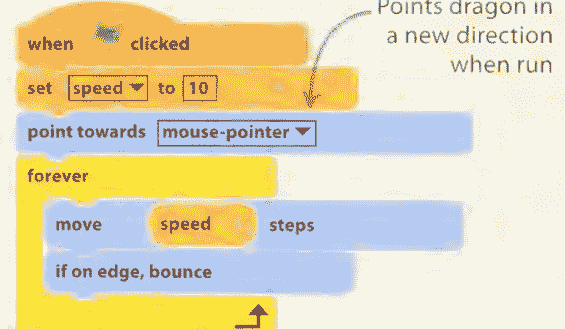 Points dragon in
a new direction
when run
when clicked
set speed to 10
point towards mouse-pointer
forever
move speed steps
if on edge, bounce